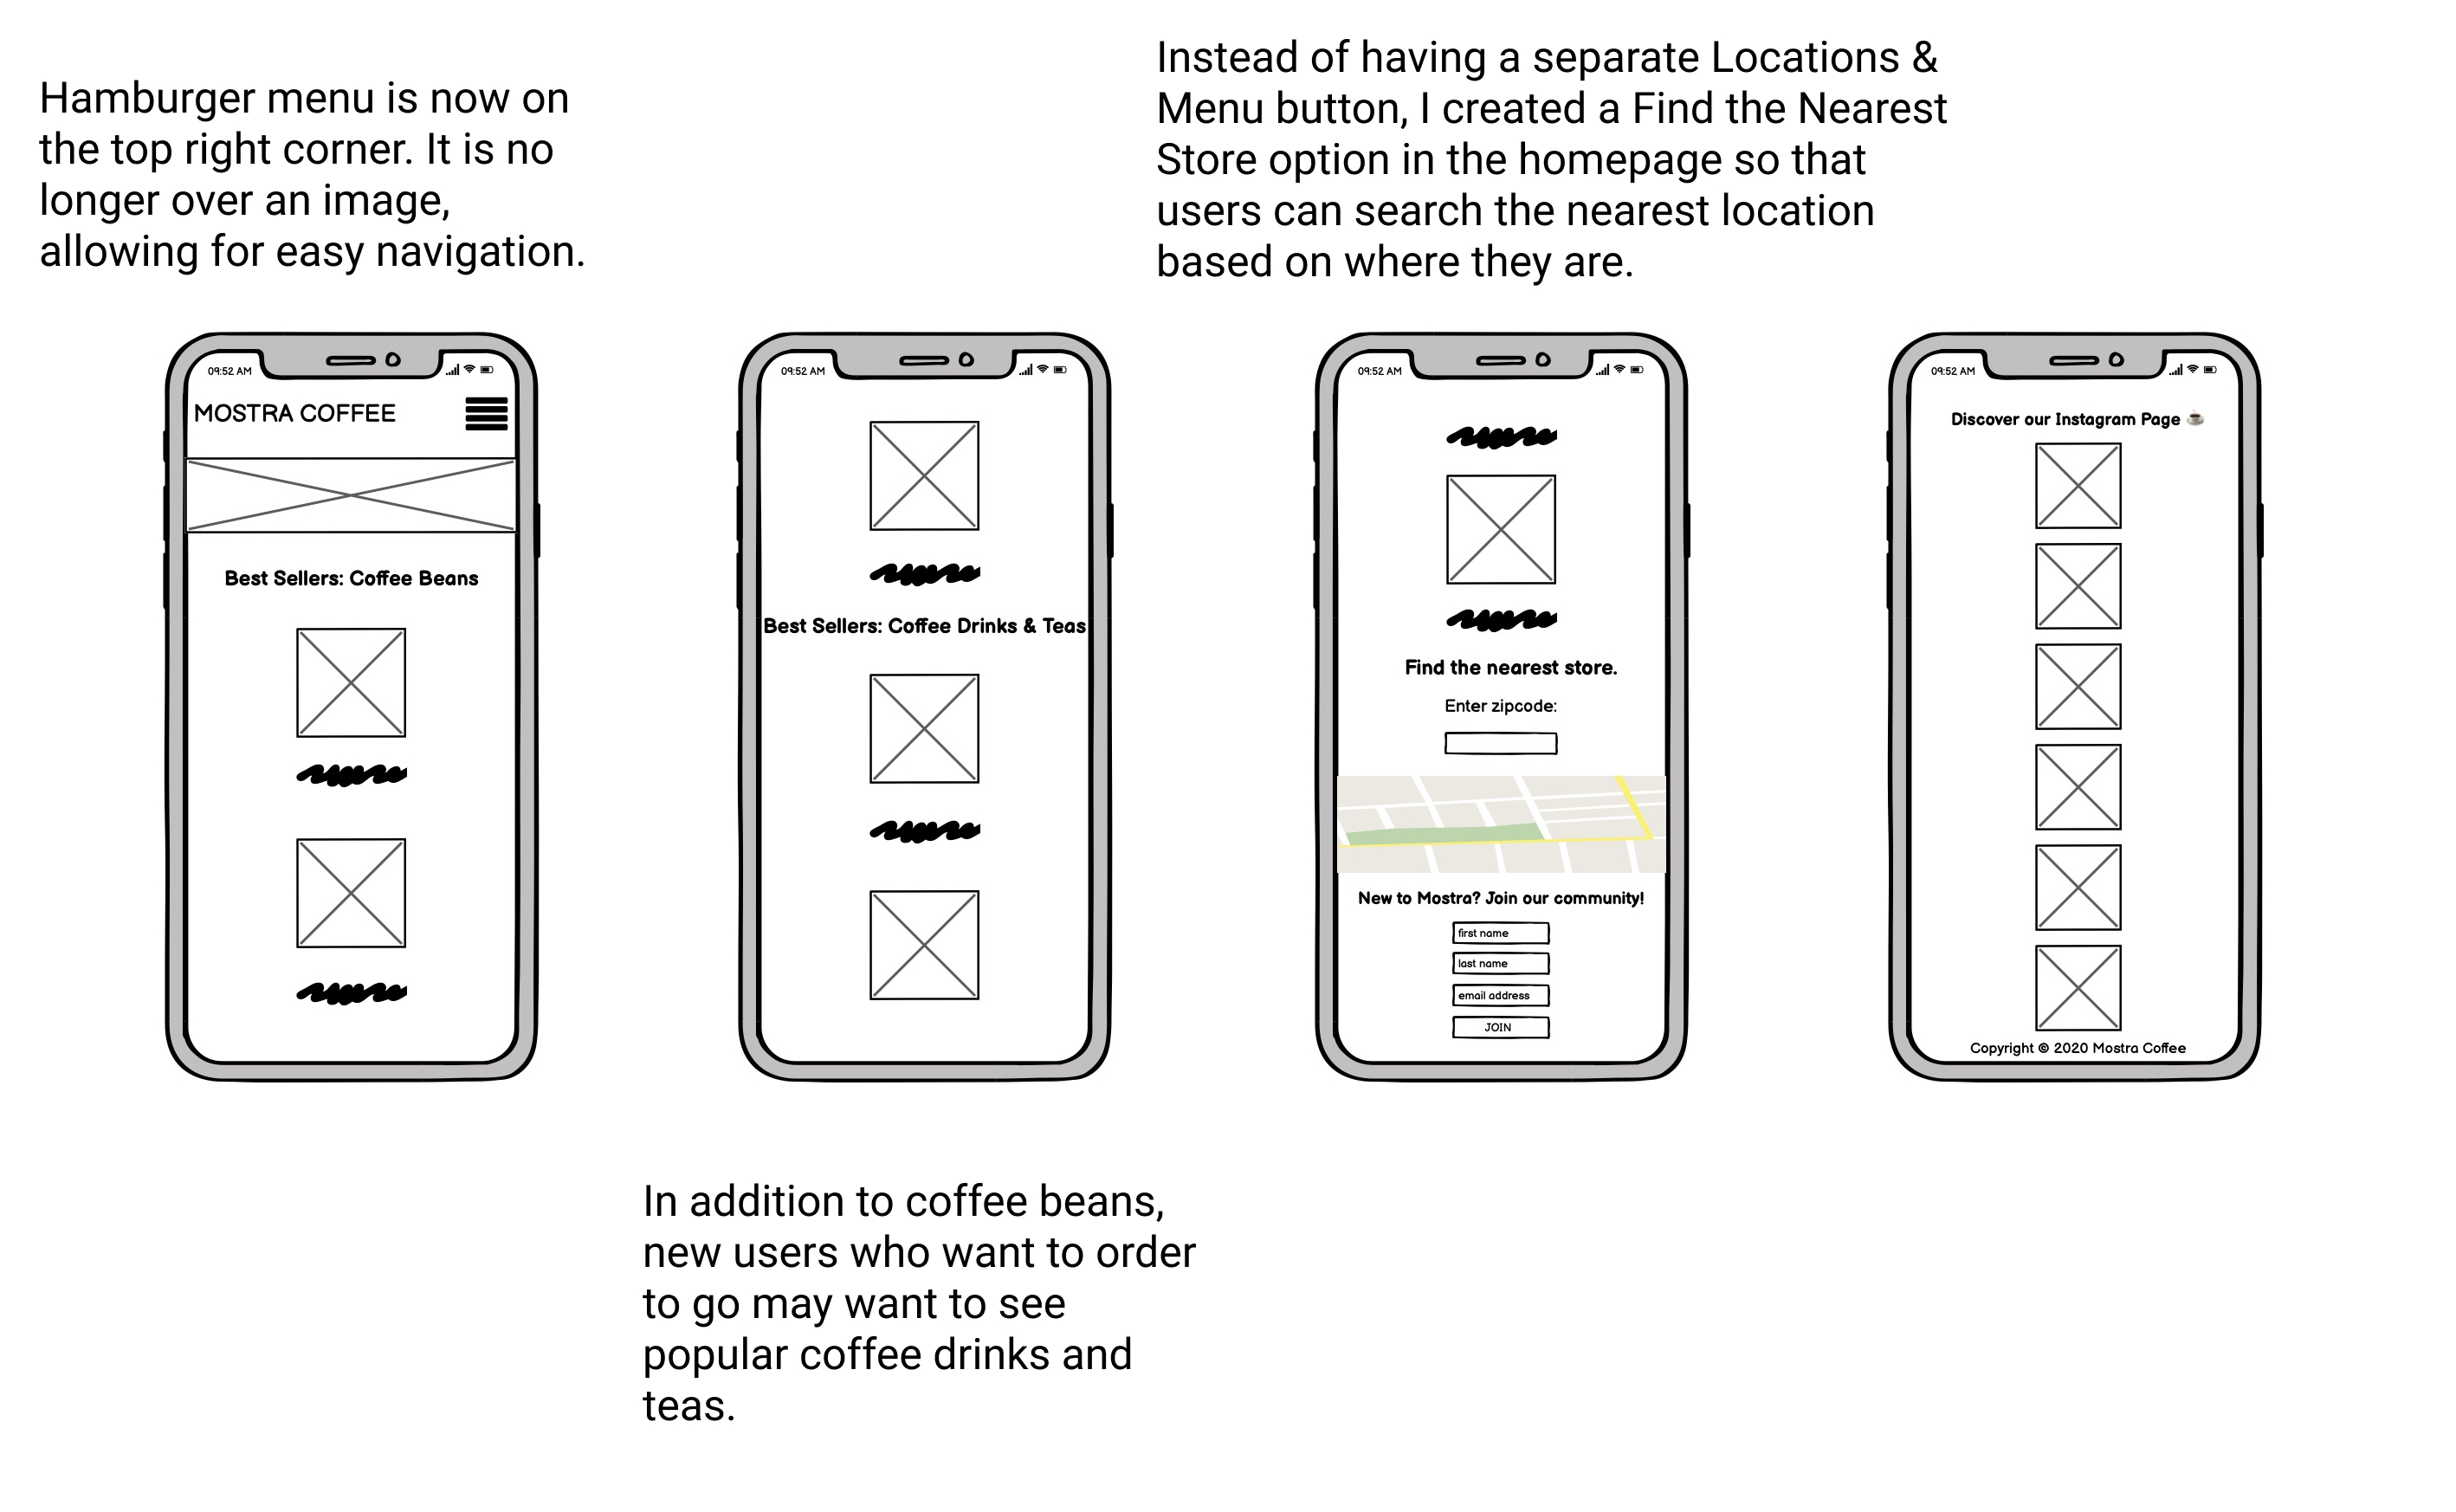 Hamburger menu is now on
the top right corner. It is no
longer over an image,
allowing for easy navigation.
Instead of having a separate Locations &
Menu button, I created a Find the Nearest
Store option in the homepage so that
users can search the nearest location
based on where they are.
09:52 AM
MOSTRA COFFEE
Best Sellers: Coffee Beans
09:52 AM
Best Sellers: Coffee Drinks & Teas
09:52 AM
Find the nearest store.
Enter zipcode:
New to Mostra? Join our community!
first name
last name
email address
JOIN
09:52 AM
Discover our Instagram Page ☕
Copyright © 2020 Mostra Coffee
In addition to coffee beans,
new users who want to order
to go may want to see
popular coffee drinks and
teas.